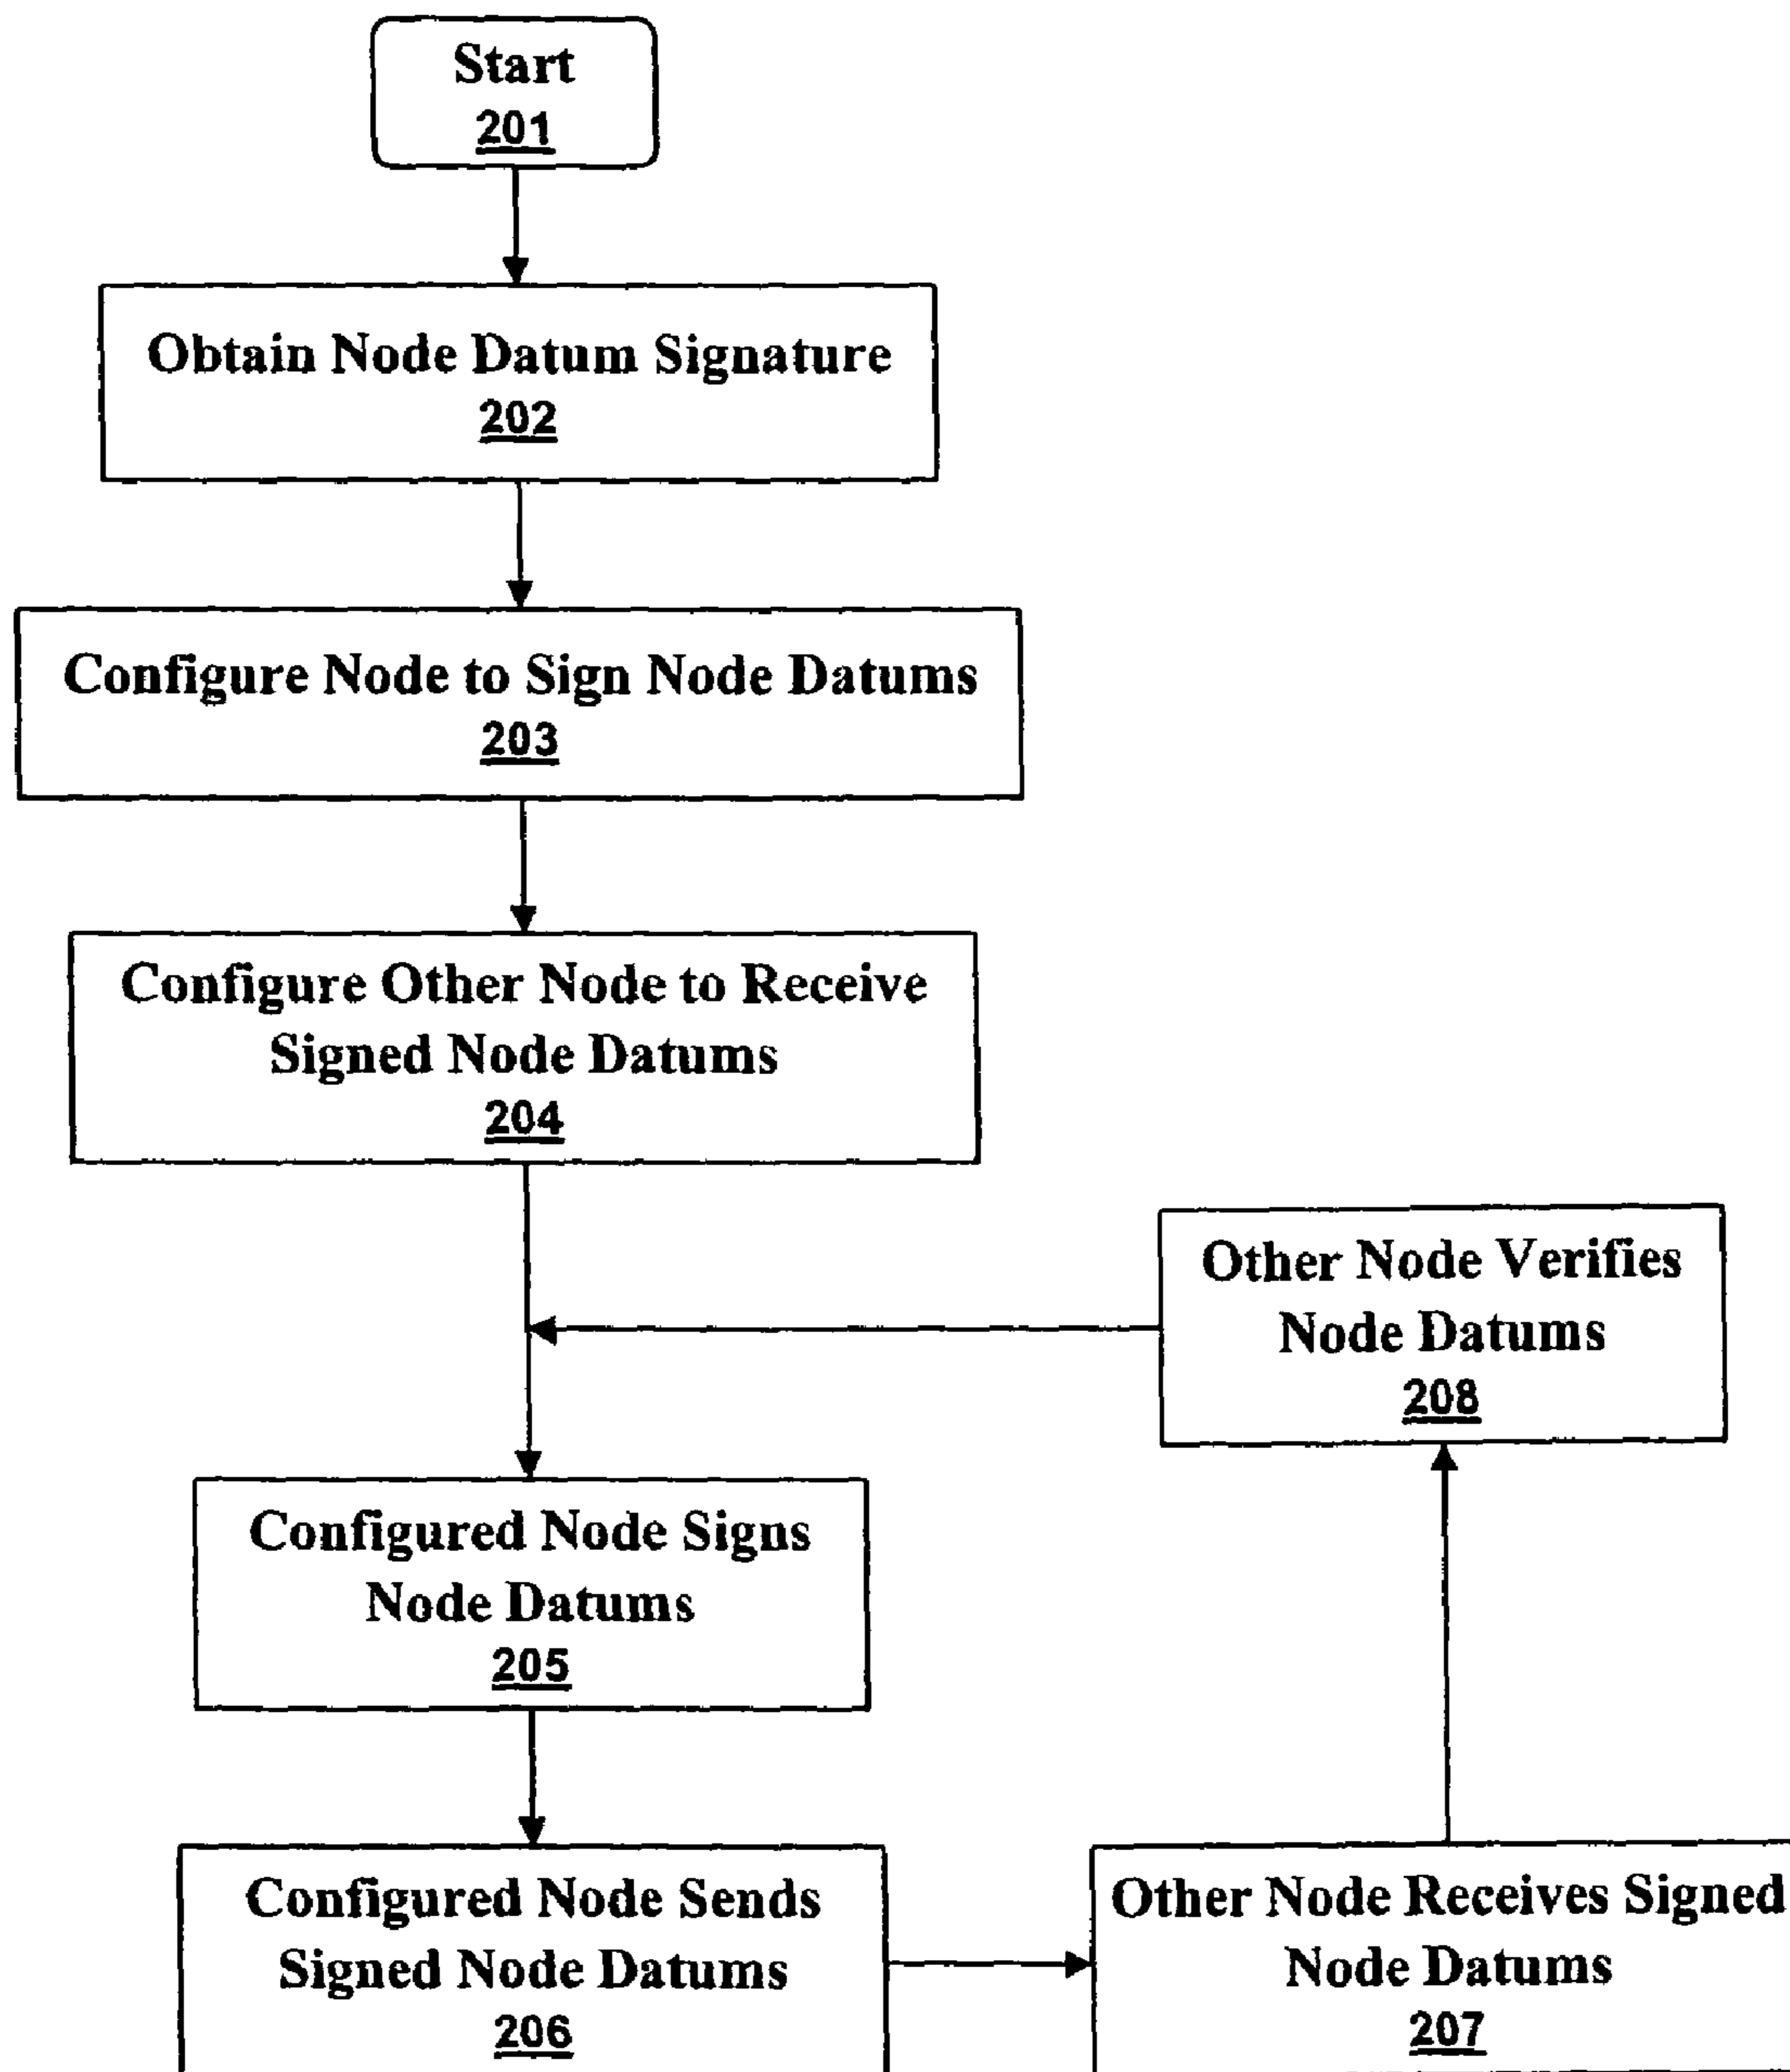 Start
201
Obtain Node Datum Signature
202
Configure Node to Sign Node Datums
203
Configure Other Node to Receive
Signed Node Datums
204
Configured Node Signs
Node Datums
205
Configured Node Sends
Signed Node Datums
206
Other Node Receives Signed
Node Datums
207
Other Node Verifies
Node Datums
208